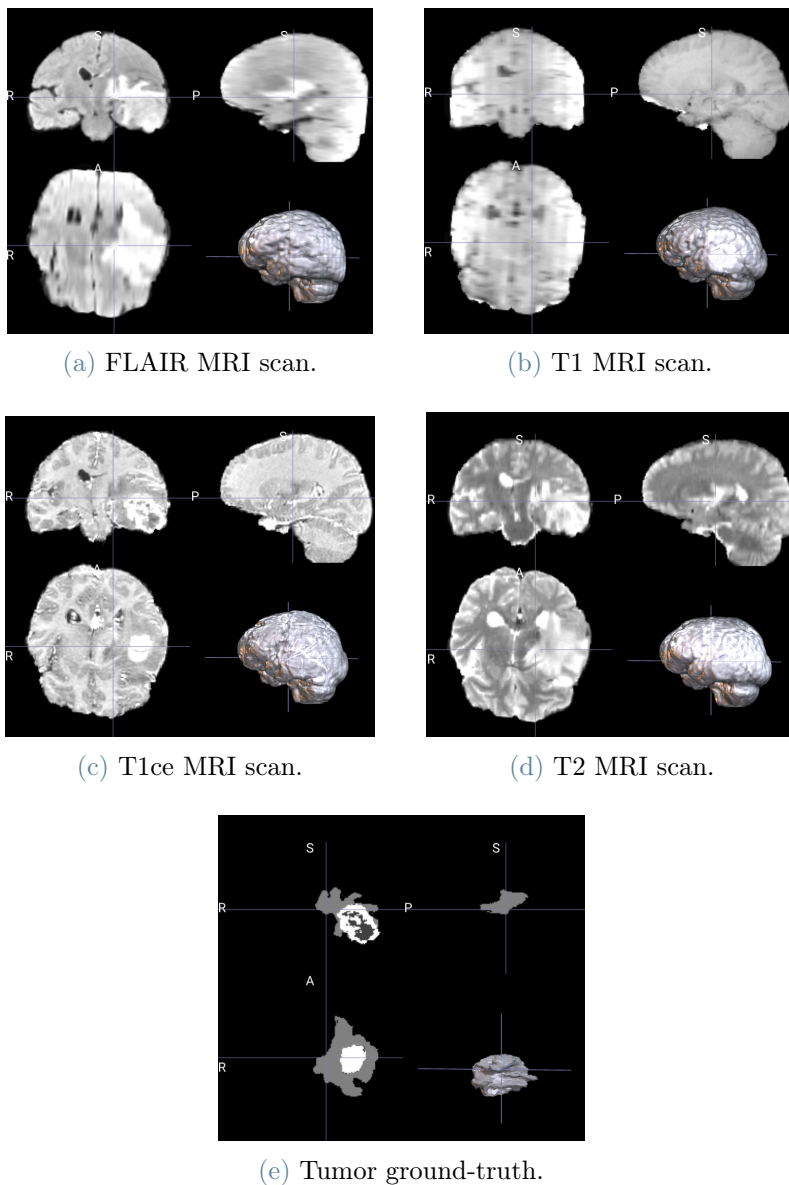 S
S
R
P
A
R
(a) FLAIR MRI scan.
S
S
R
P
A
R
(b) T1 MRI scan.
S
S
R
P
A
R
(c) T1ce MRI scan.
S
S
R
P
A
R
(d) T2 MRI scan.
S
S
R
P
A
R
(e) Tumor ground-truth.